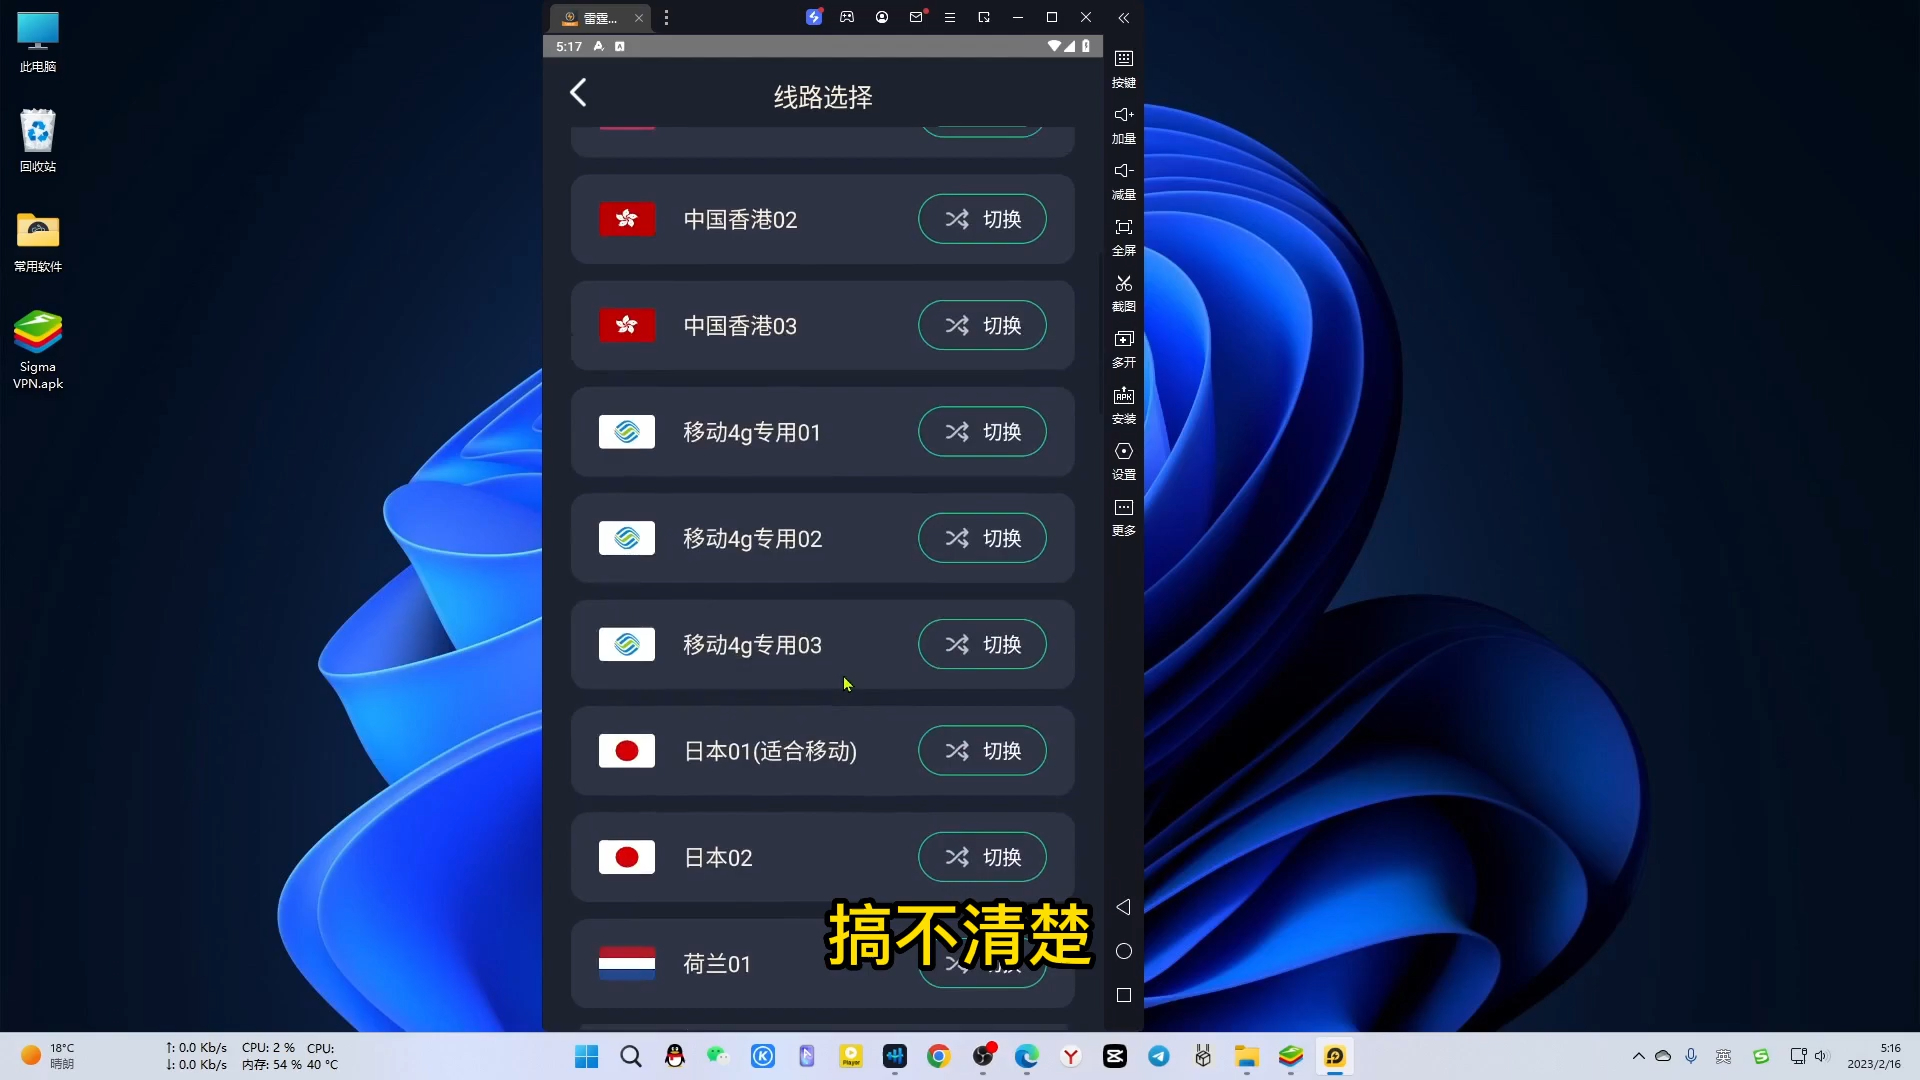 此电脑
回收站
常用软件
Sigma
VPN.apk
雷霆...
5:17
线路选择
中国香港02
切换
中国香港03
切换
移动4g专用01
切换
移动4g专用02
切换
移动4g专用03
切换
日本01(适合移动)
切换
日本02
切换
荷兰01
搞不清楚
按键
加量
减量
全屏
截图
多开
APK
安装
设置
更多
18°C
晴朗
↑: 0.0 Kb/s
↓: 0.0 Kb/s
CPU: 2 %
内存: 54 %
CPU:
40 °C
Player
英
5:16
2023/2/16